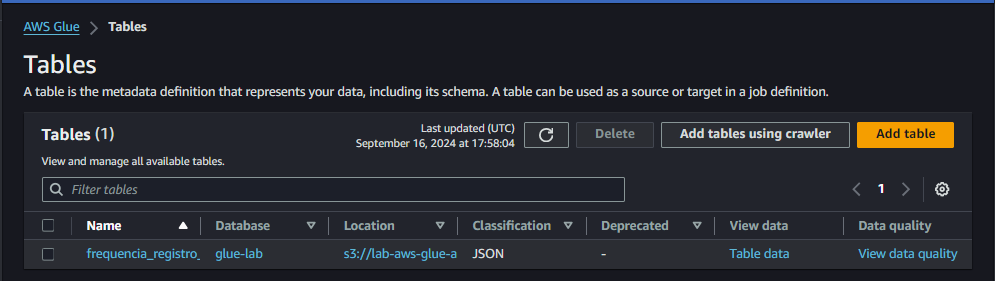 AWS Glue > Tables
Tables
A table is the metadata definition that represents your data, including its schema. A table can be used as a source or target in a job definition.
Tables (1)
Last updated (UTC)
September 16, 2024 at 17:58:04
Delete
Add tables using crawler
Add table
View and manage all available tables.
Filter tables
1
Name Database Location Classification Deprecated View data Data quality
frequencia_registro_ glue-lab s3://lab-aws-glue-a JSON - Table data View data quality